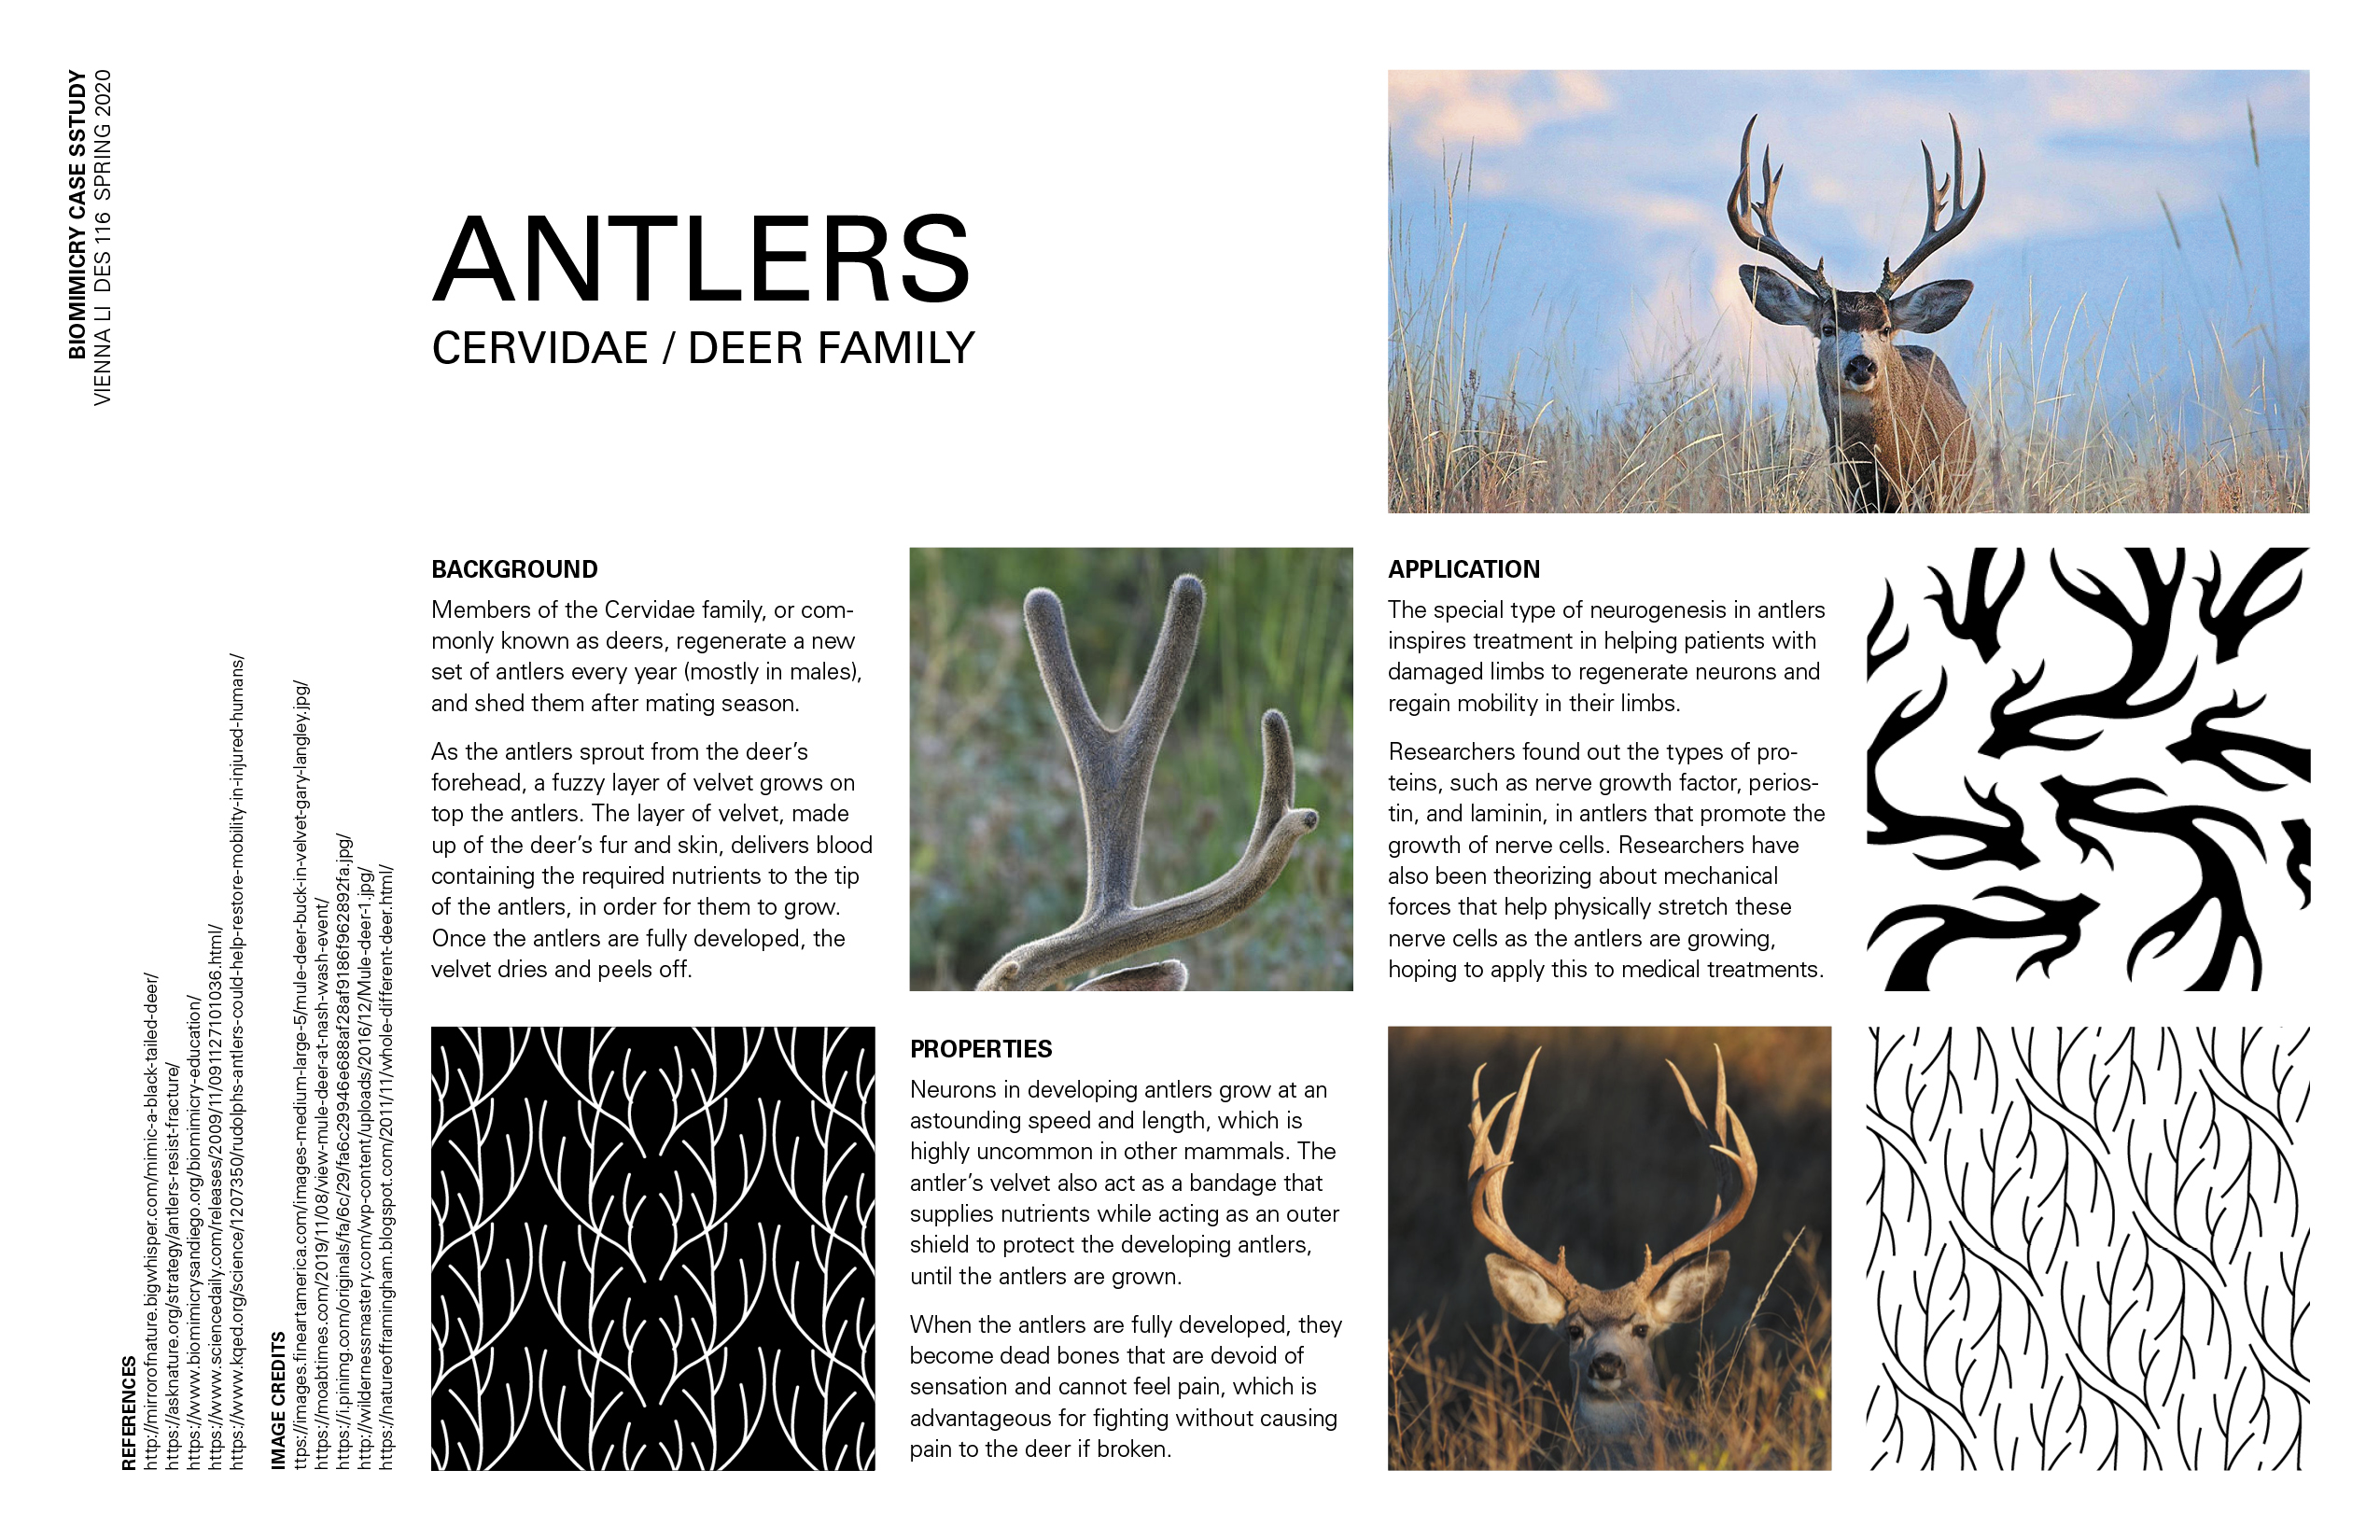 BIOMIMICRY CASE SSTUDY
VIENNA LI  DES 116  SPRING 2020
ANTLERS
CERVIDAE / DEER FAMILY
BACKGROUND
Members of the Cervidae family, or com-
monly known as deers, regenerate a new
set of antlers every year (mostly in males),
and shed them after mating season.
As the antlers sprout from the deer’s
forehead, a fuzzy layer of velvet grows on
top the antlers. The layer of velvet, made
up of the deer’s fur and skin, delivers blood
containing the required nutrients to the tip
of the antlers, in order for them to grow.
Once the antlers are fully developed, the
velvet dries and peels off.
PROPERTIES
Neurons in developing antlers grow at an
astounding speed and length, which is
highly uncommon in other mammals. The
antler’s velvet also act as a bandage that
supplies nutrients while acting as an outer
shield to protect the developing antlers,
until the antlers are grown.
When the antlers are fully developed, they
become dead bones that are devoid of
sensation and cannot feel pain, which is
advantageous for fighting without causing
pain to the deer if broken.
APPLICATION
The special type of neurogenesis in antlers
inspires treatment in helping patients with
damaged limbs to regenerate neurons and
regain mobility in their limbs.
Researchers found out the types of pro-
teins, such as nerve growth factor, perios-
tin, and laminin, in antlers that promote the
growth of nerve cells. Researchers have
also been theorizing about mechanical
forces that help physically stretch these
nerve cells as the antlers are growing,
hoping to apply this to medical treatments.
REFERENCES
http://mirrorofnature.bigwhisper.com/mimic-a-black-tailed-deer/
https://asknature.org/strategy/antlers-resist-fracture/
https://www.biomimicrysandiego.org/biomimicry-education/
https://www.sciencedaily.com/releases/2009/11/091127101036.html/
https://www.kqed.org/science/1207350/rudolphs-antlers-could-help-restore-mobility-in-injured-humans/
IMAGE CREDITS
ttps://images.fineartamerica.com/images-medium-large-5/mule-deer-buck-in-velvet-gary-langley.jpg/
https://moabtimes.com/2019/11/08/view-mule-deer-at-nash-wash-event/
https://i.pinimg.com/originals/fa/6c/29/fa6c29946e688af28af9186f962892fa.jpg/
http://wildernessmastery.com/wp-content/uploads/2016/12/Mule-deer-1.jpg/
https://natureofframingham.blogspot.com/2011/11/whole-different-deer.html/